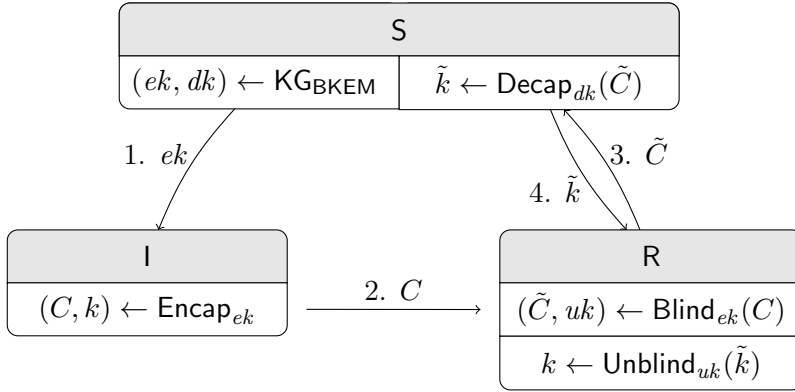 S
(ek, dk) ← KG_BKEM
k̃ ← Decap_dk(C̃)
1. ek
3. C̃
4. k̃
I
R
(C, k) ← Encap_ek
2. C
(C̃, uk) ← Blind_ek(C)
k ← Unblind_uk(k̃)